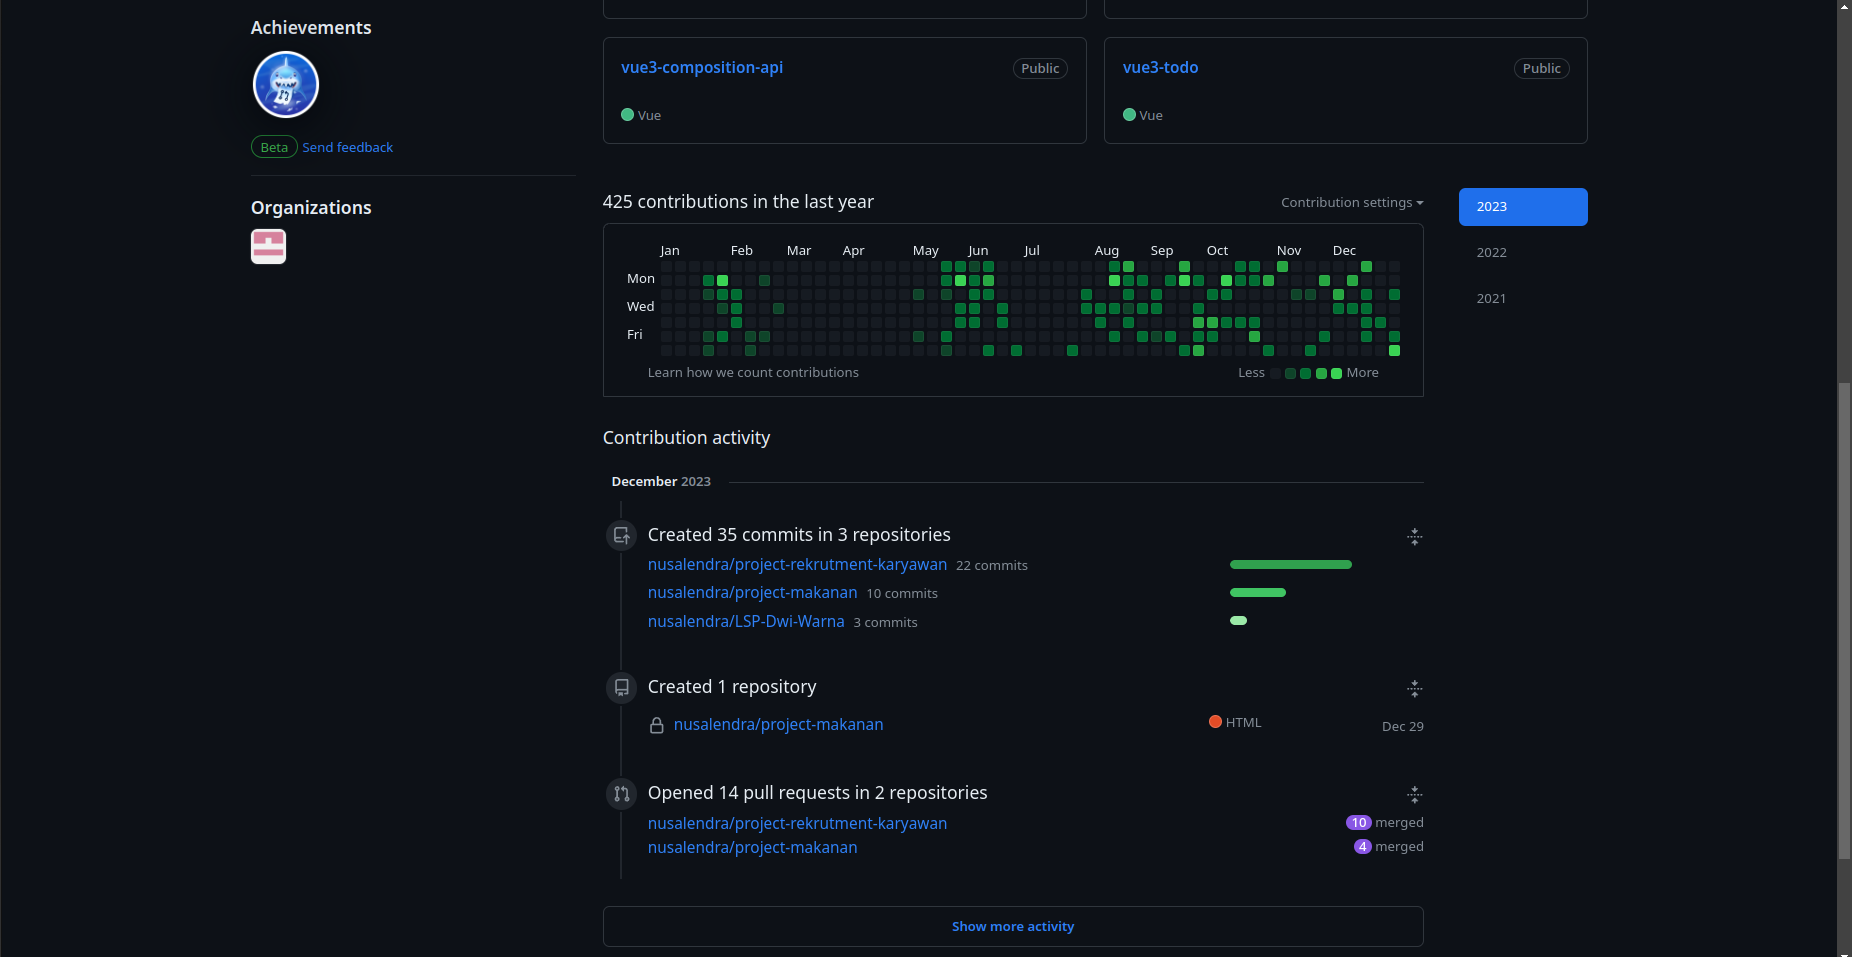 Achievements
Beta Send feedback
Organizations
vue3-composition-api Public
Vue
vue3-todo Public
Vue
425 contributions in the last year
Contribution settings
2023
2022
2021
Jan Feb Mar Apr May Jun Jul Aug Sep Oct Nov Dec
Mon
Wed
Fri
Learn how we count contributions
Less More
Contribution activity
December 2023
Created 35 commits in 3 repositories
nusalendra/project-rekrutment-karyawan 22 commits
nusalendra/project-makanan 10 commits
nusalendra/LSP-Dwi-Warna 3 commits
Created 1 repository
nusalendra/project-makanan HTML Dec 29
Opened 14 pull requests in 2 repositories
nusalendra/project-rekrutment-karyawan 10 merged
nusalendra/project-makanan 4 merged
Show more activity